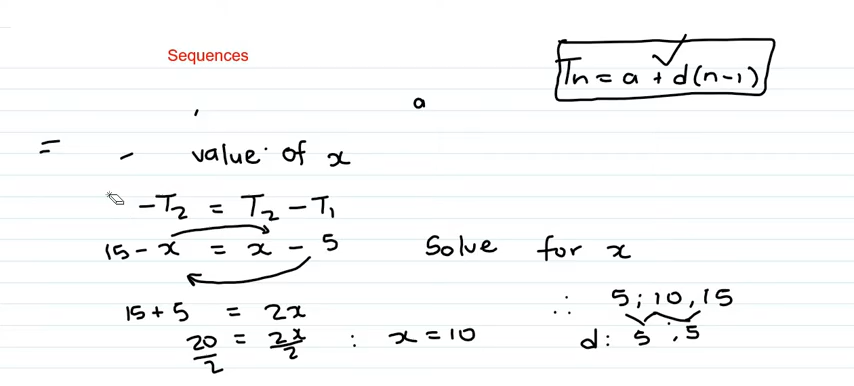 Sequences
Tn = a + d(n-1)
a
= - value of x
-T₂ = T₂ - T₁
15 - x = x - 5 Solve for x
15 + 5 = 2x ∴ 5; 10, 15
20/2 = 2x/2 : x = 10 d: 5 ; 5